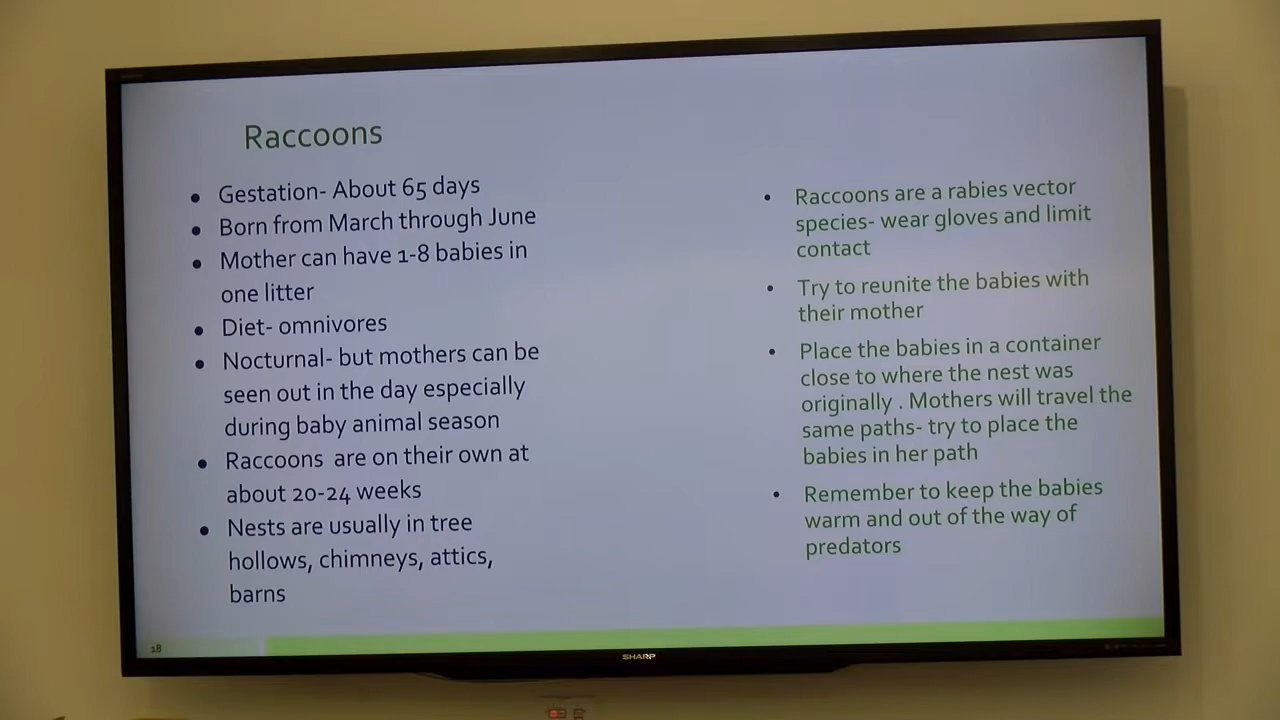 Raccoons
Gestation- About 65 days
Born from March through June
Mother can have 1-8 babies in
one litter
Diet- omnivores
Nocturnal- but mothers can be
seen out in the day especially
during baby animal season
Raccoons are on their own at
about 20-24 weeks
Nests are usually in tree
hollows, chimneys, attics,
barns
Raccoons are a rabies vector
species- wear gloves and limit
contact
Try to reunite the babies with
their mother
Place the babies in a container
close to where the nest was
originally . Mothers will travel the
same paths- try to place the
babies in her path
Remember to keep the babies
warm and out of the way of
predators
18
SHARP